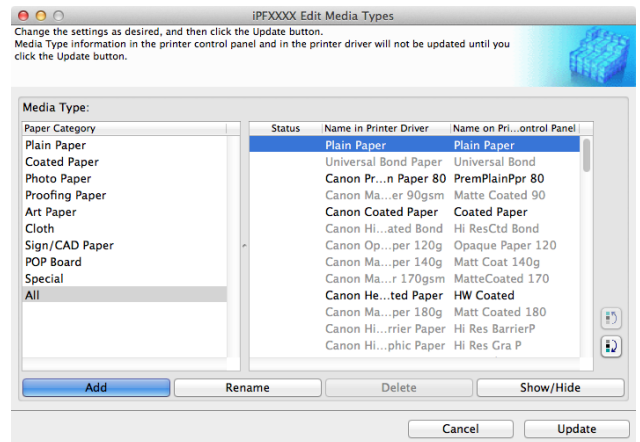 iPFXXXX Edit Media Types
Change the settings as desired, and then click the Update button.
Media Type information in the printer control panel and in the printer driver will not be updated until you
click the Update button.
Media Type:
Paper Category
Plain Paper
Coated Paper
Photo Paper
Proofing Paper
Art Paper
Cloth
Sign/CAD Paper
POP Board
Special
All
Status Name in Printer Driver Name on Pri...ontrol Panel
Plain Paper Plain Paper
Universal Bond Paper Universal Bond
Canon Pr...n Paper 80 PremPlainPpr 80
Canon Ma...er 90gsm Matte Coated 90
Canon Coated Paper Coated Paper
Canon Hi...ated Bond Hi ResCtd Bond
Canon Op...per 120g Opaque Paper 120
Canon Ma...per 140g Matt Coat 140g
Canon Ma...r 170gsm MatteCoated 170
Canon He...ted Paper HW Coated
Canon Ma...per 180g Matt Coated 180
Canon Hi...rrier Paper Hi Res BarrierP
Canon Hi...phic Paper Hi Res Gra P
Add Rename Delete Show/Hide
Cancel Update